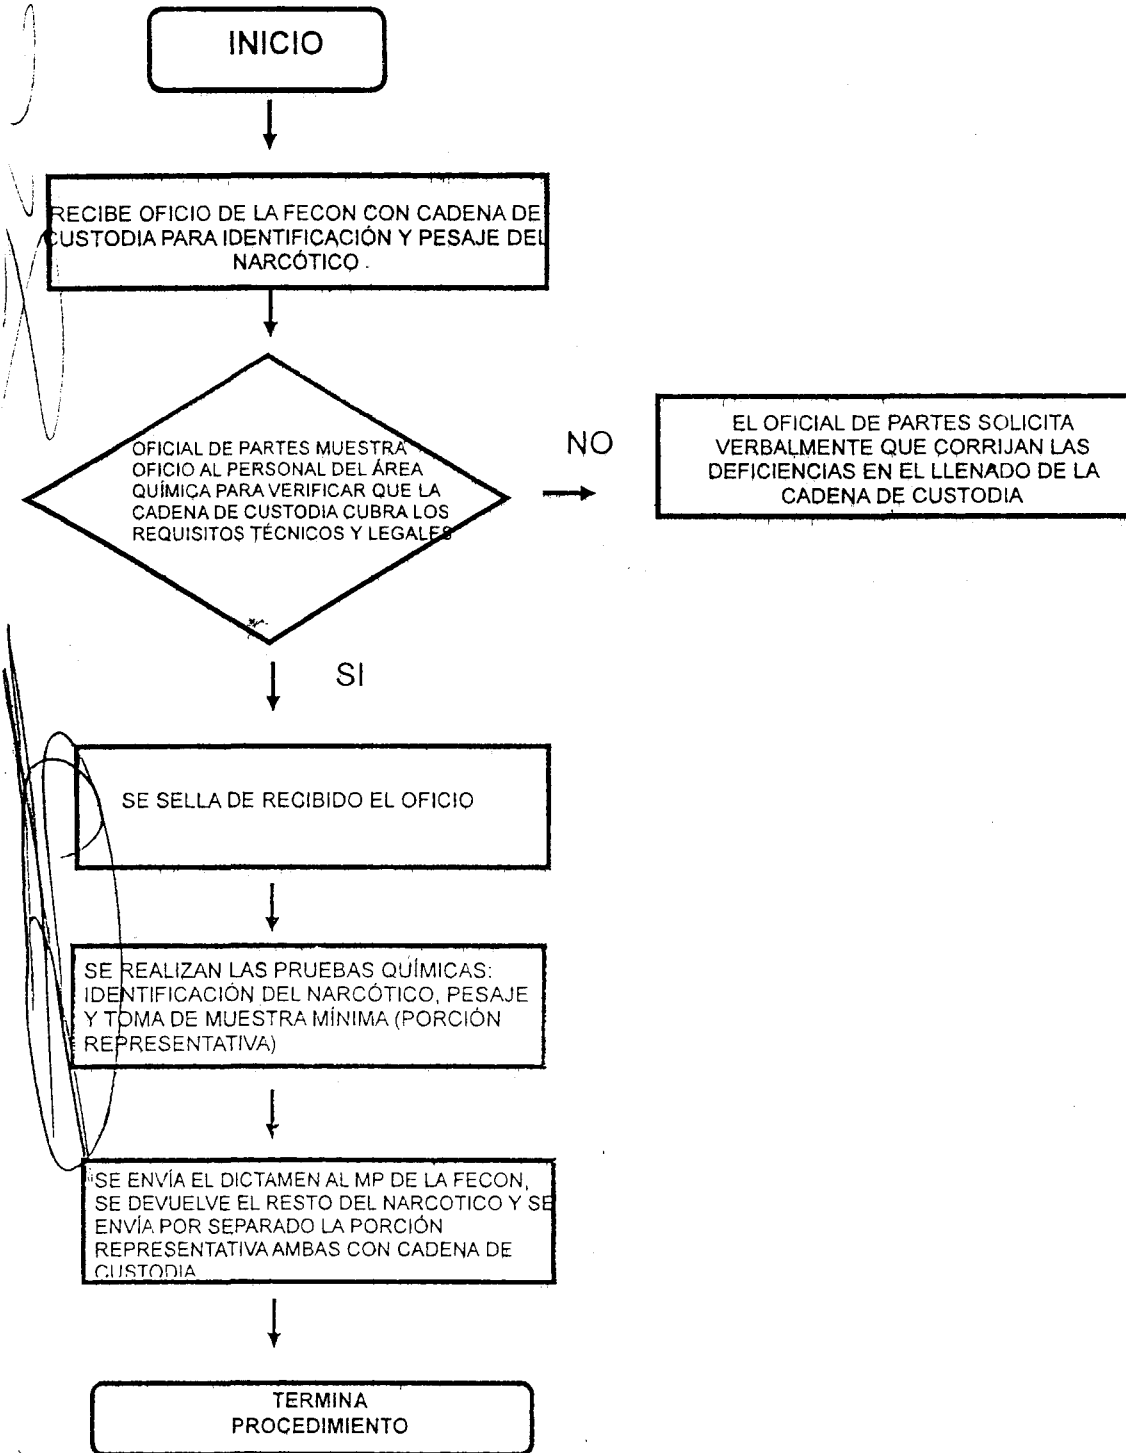 INICIO
RECIBE OFICIO DE LA FECON CON CADENA DE
CUSTODIA PARA IDENTIFICACIÓN Y PESAJE DEL
NARCÓTICO.
OFICIAL DE PARTES MUESTRA
OFICIO AL PERSONAL DEL ÁREA
QUÍMICA PARA VERIFICAR QUE LA
CADENA DE CUSTODIA CUBRA LOS
REQUISITOS TÉCNICOS Y LEGALES
NO
EL OFICIAL DE PARTES SOLICITA
VERBALMENTE QUE CORRIJAN LAS
DEFICIENCIAS EN EL LLENADO DE LA
CADENA DE CUSTODIA
SI
SE SELLA DE RECIBIDO EL OFICIO
SE REALIZAN LAS PRUEBAS QUÍMICAS:
IDENTIFICACIÓN DEL NARCÓTICO, PESAJE
Y TOMA DE MUESTRA MÍNIMA (PORCIÓN
REPRESENTATIVA)
SE ENVÍA EL DICTAMEN AL MP DE LA FECON,
SE DEVUELVE EL RESTO DEL NARCOTICO Y SE
ENVÍA POR SEPARADO LA PORCIÓN
REPRESENTATIVA AMBAS CON CADENA DE
CUSTODIA
TERMINA
PROCEDIMIENTO